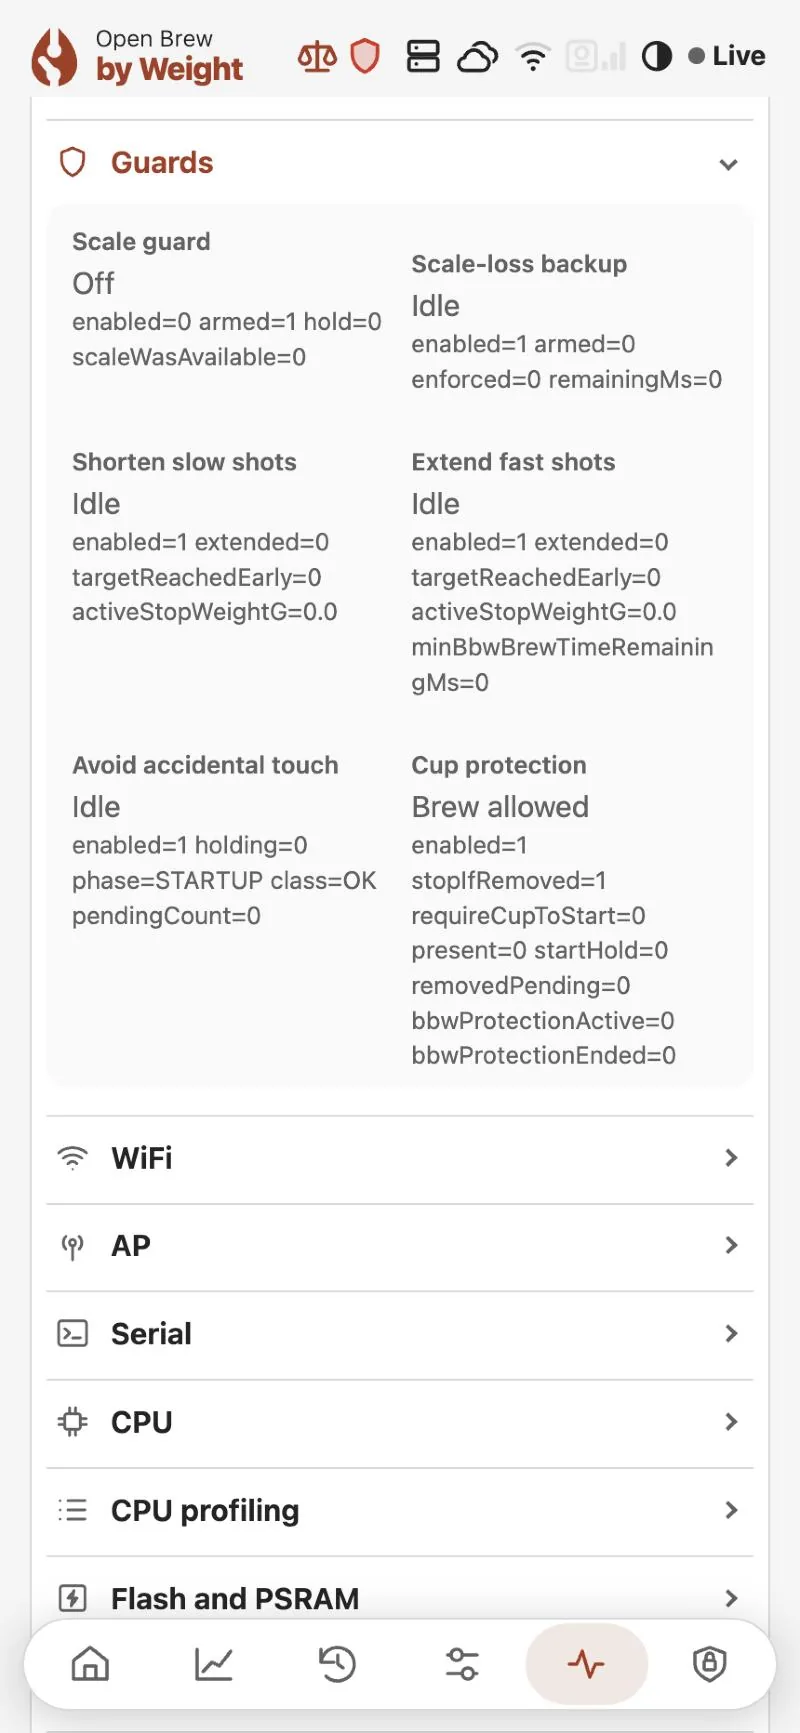 Open Brew
by Weight
Live
Guards
Scale guard
Off
enabled=0 armed=1 hold=0
scaleWasAvailable=0
Scale-loss backup
Idle
enabled=1 armed=0
enforced=0 remainingMs=0
Shorten slow shots
Idle
enabled=1 extended=0
targetReachedEarly=0
activeStopWeightG=0.0
Extend fast shots
Idle
enabled=1 extended=0
targetReachedEarly=0
activeStopWeightG=0.0
minBbwBrewTimeRemainin
gMs=0
Avoid accidental touch
Idle
enabled=1 holding=0
phase=STARTUP class=OK
pendingCount=0
Cup protection
Brew allowed
enabled=1
stopIfRemoved=1
requireCupToStart=0
present=0 startHold=0
removedPending=0
bbwProtectionActive=0
bbwProtectionEnded=0
WiFi
AP
Serial
CPU
CPU profiling
Flash and PSRAM